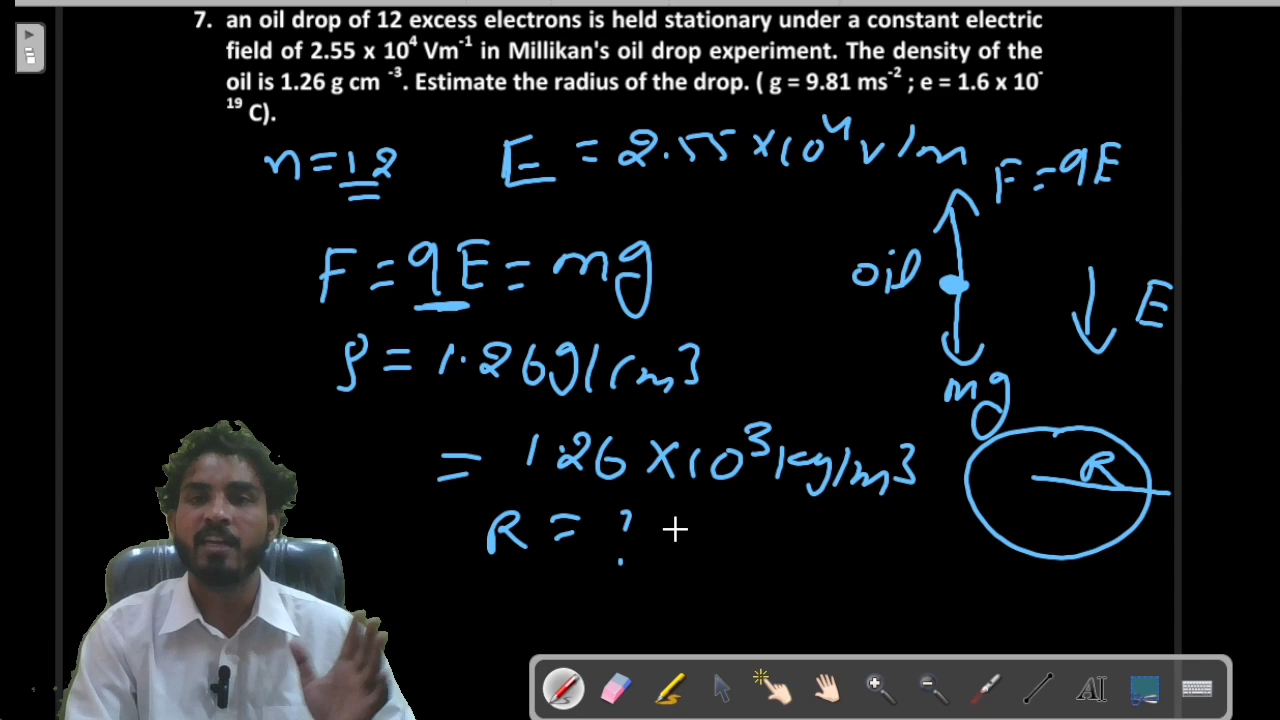 7. an oil drop of 12 excess electrons is held stationary under a constant electric
field of 2.55 x 10⁴ Vm⁻¹ in Millikan's oil drop experiment. The density of the
oil is 1.26 g cm ⁻³. Estimate the radius of the drop. ( g = 9.81 ms⁻² ; e = 1.6 x 10⁻
¹⁹ C).
n = 12
E = 2.55 × 10⁴ v/m
F = qE
F = qE = mg
oil
E
ρ = 1.26 g/cm³
mg
= 1.26 × 10³ kg/m³
R
R = ?
AI